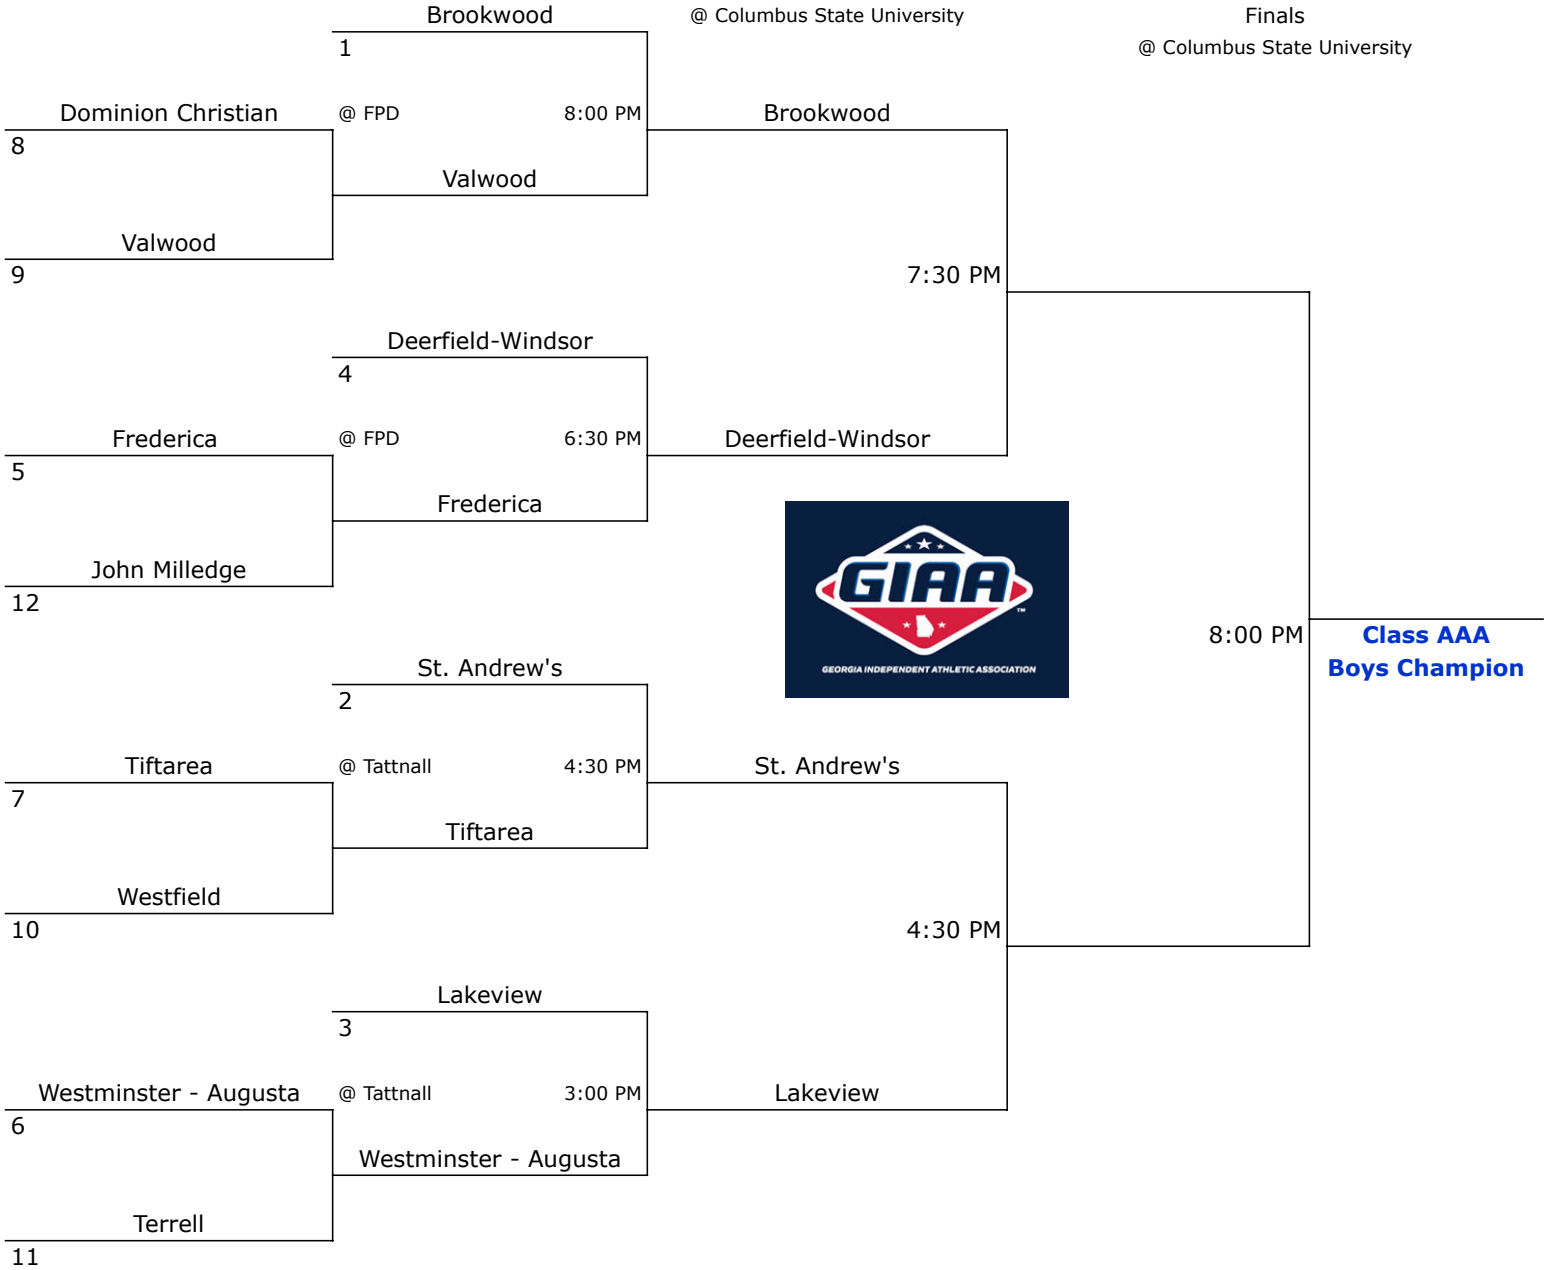 Brookwood
@ Columbus State University
Finals
1
@ Columbus State University
Dominion Christian
@ FPD
8:00 PM
Brookwood
8
Valwood
Valwood
9
7:30 PM
Deerfield-Windsor
4
Frederica
@ FPD
6:30 PM
Deerfield-Windsor
5
Frederica
John Milledge
12
GIAA
TM
GEORGIA INDEPENDENT ATHLETIC ASSOCIATION
8:00 PM
Class AAA
Boys Champion
St. Andrew's
2
Tiftarea
@ Tattnall
4:30 PM
St. Andrew's
7
Tiftarea
Westfield
10
4:30 PM
Lakeview
3
Westminster - Augusta
@ Tattnall
3:00 PM
Lakeview
6
Westminster - Augusta
Terrell
11